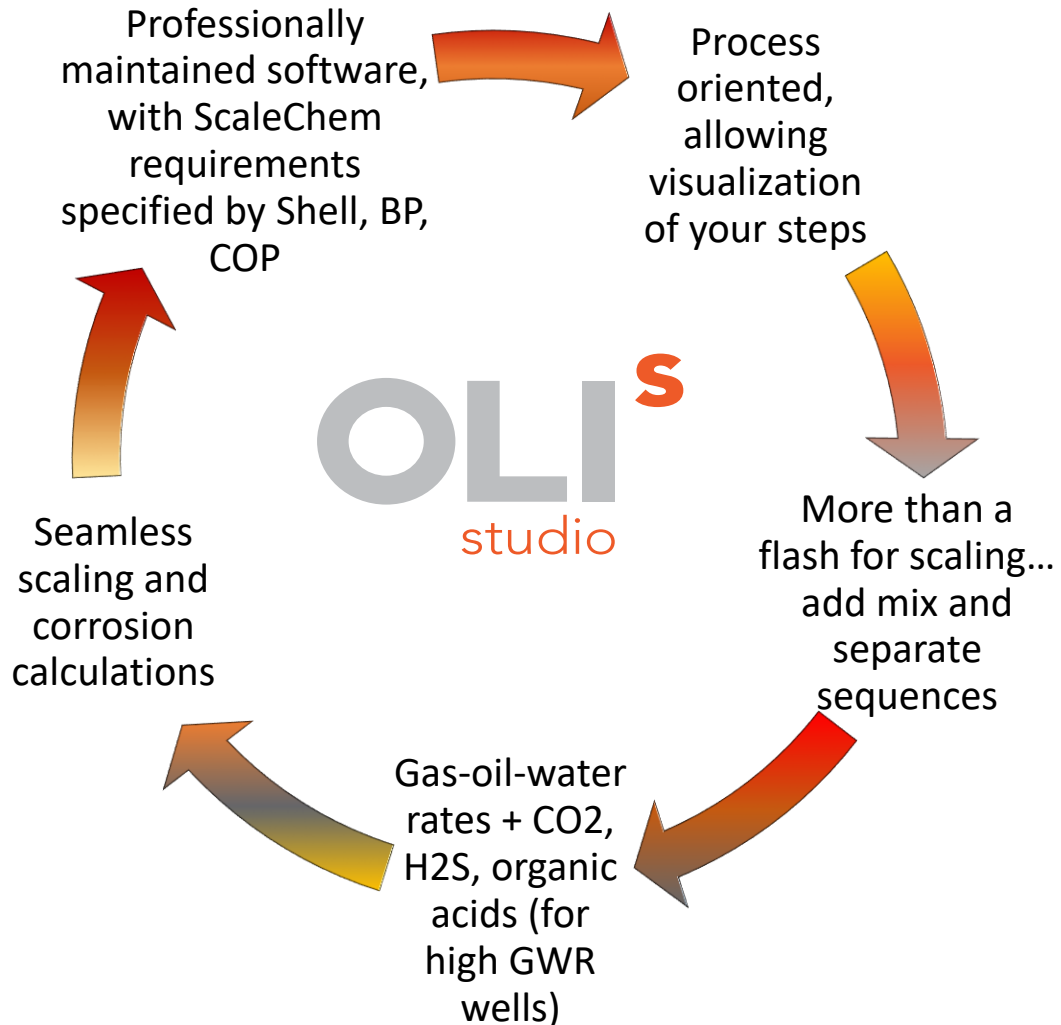 Professionally
maintained software,
with ScaleChem
requirements
specified by Shell, BP,
COP
Process
oriented,
allowing
visualization
of your steps
More than a
flash for scaling…
add mix and
separate
sequences
Gas-oil-water
rates + CO2,
H2S, organic
acids (for
high GWR
wells)
Seamless
scaling and
corrosion
calculations
OLI s
studio